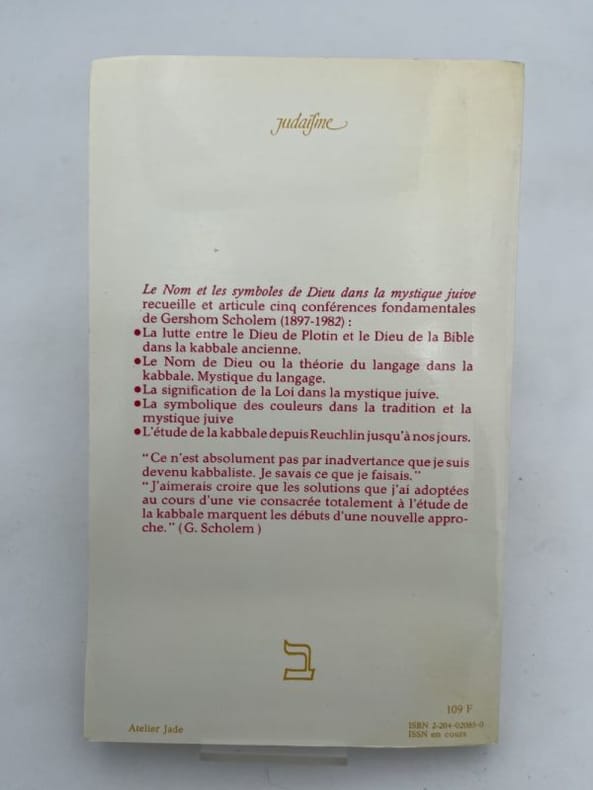 judaïsme
Le Nom et les symboles de Dieu dans la mystique juive
recueille et articule cinq conférences fondamentales
de Gershom Scholem (1897-1982) :
●La lutte entre le Dieu de Plotin et le Dieu de la Bible
dans la kabbale ancienne.
●Le Nom de Dieu ou la théorie du langage dans la
kabbale. Mystique du langage.
●La signification de la Loi dans la mystique juive.
●La symbolique des couleurs dans la tradition et la
mystique juive
●L'étude de la kabbale depuis Reuchlin jusqu'à nos jours.
"Ce n'est absolument pas par inadvertance que je suis
devenu kabbaliste. Je savais ce que je faisais."
"J'aimerais croire que les solutions que j'ai adoptées
au cours d'une vie consacrée totalement à l'étude de
la kabbale marquent les débuts d'une nouvelle appro-
che." (G. Scholem)
ב
109 F
Atelier Jade
ISBN 2-204-02085-0
ISSN en cours